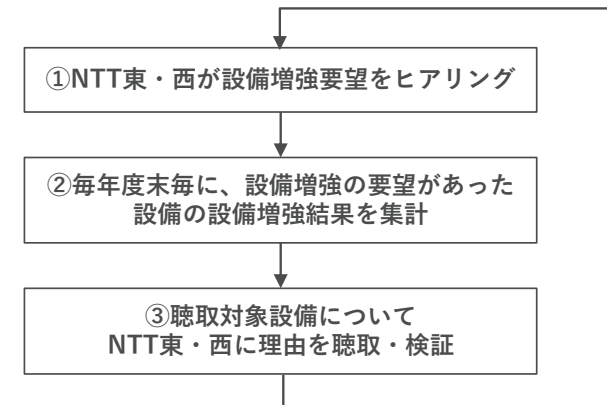 ①NTT東・西が設備増強要望をヒアリング
②毎年度末毎に、設備増強の要望があった
設備の設備増強結果を集計
③聴取対象設備について
NTT東・西に理由を聴取・検証